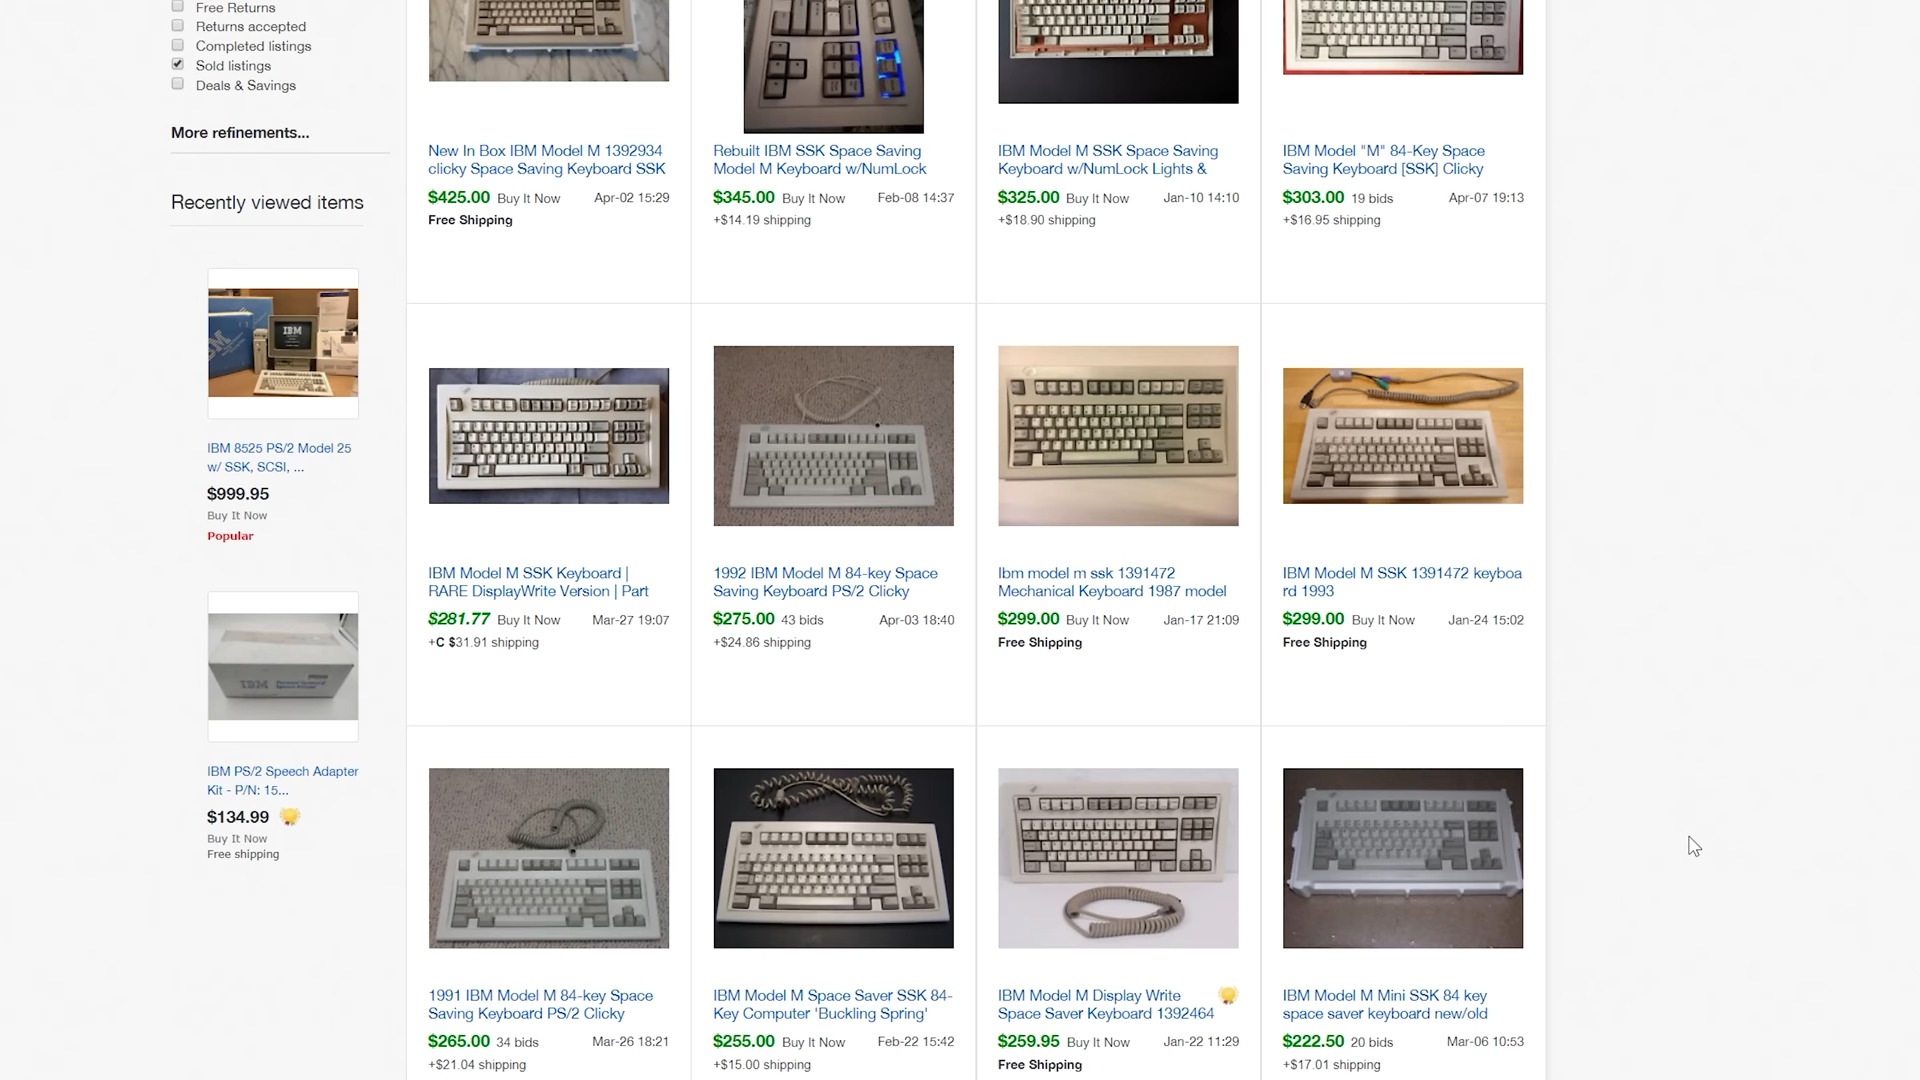 Free Returns
Returns accepted
Completed listings
Sold listings
Deals & Savings
More refinements...
Recently viewed items
IBM
IBM 8525 PS/2 Model 25
w/ SSK, SCSI, ...
$999.95
Buy It Now
Popular
IBM
IBM PS/2 Speech Adapter
Kit - P/N: 15...
$134.99
Buy It Now
Free shipping
New In Box IBM Model M 1392934
clicky Space Saving Keyboard SSK
$425.00 Buy It Now Apr-02 15:29
Free Shipping
Rebuilt IBM SSK Space Saving
Model M Keyboard w/NumLock
$345.00 Buy It Now Feb-08 14:37
+$14.19 shipping
IBM Model M SSK Space Saving
Keyboard w/NumLock Lights &
$325.00 Buy It Now Jan-10 14:10
+$18.90 shipping
IBM Model "M" 84-Key Space
Saving Keyboard [SSK] Clicky
$303.00 19 bids Apr-07 19:13
+$16.95 shipping
IBM Model M SSK Keyboard |
RARE DisplayWrite Version | Part
$281.77 Buy It Now Mar-27 19:07
+C $31.91 shipping
1992 IBM Model M 84-key Space
Saving Keyboard PS/2 Clicky
$275.00 43 bids Apr-03 18:40
+$24.86 shipping
Ibm model m ssk 1391472
Mechanical Keyboard 1987 model
$299.00 Buy It Now Jan-17 21:09
Free Shipping
IBM Model M SSK 1391472 keyboa
rd 1993
$299.00 Buy It Now Jan-24 15:02
Free Shipping
1991 IBM Model M 84-key Space
Saving Keyboard PS/2 Clicky
$265.00 34 bids Mar-26 18:21
+$21.04 shipping
IBM Model M Space Saver SSK 84-
Key Computer 'Buckling Spring'
$255.00 Buy It Now Feb-22 15:42
+$15.00 shipping
IBM Model M Display Write
Space Saver Keyboard 1392464
$259.95 Buy It Now Jan-22 11:29
Free Shipping
IBM Model M Mini SSK 84 key
space saver keyboard new/old
$222.50 20 bids Mar-06 10:53
+$17.01 shipping